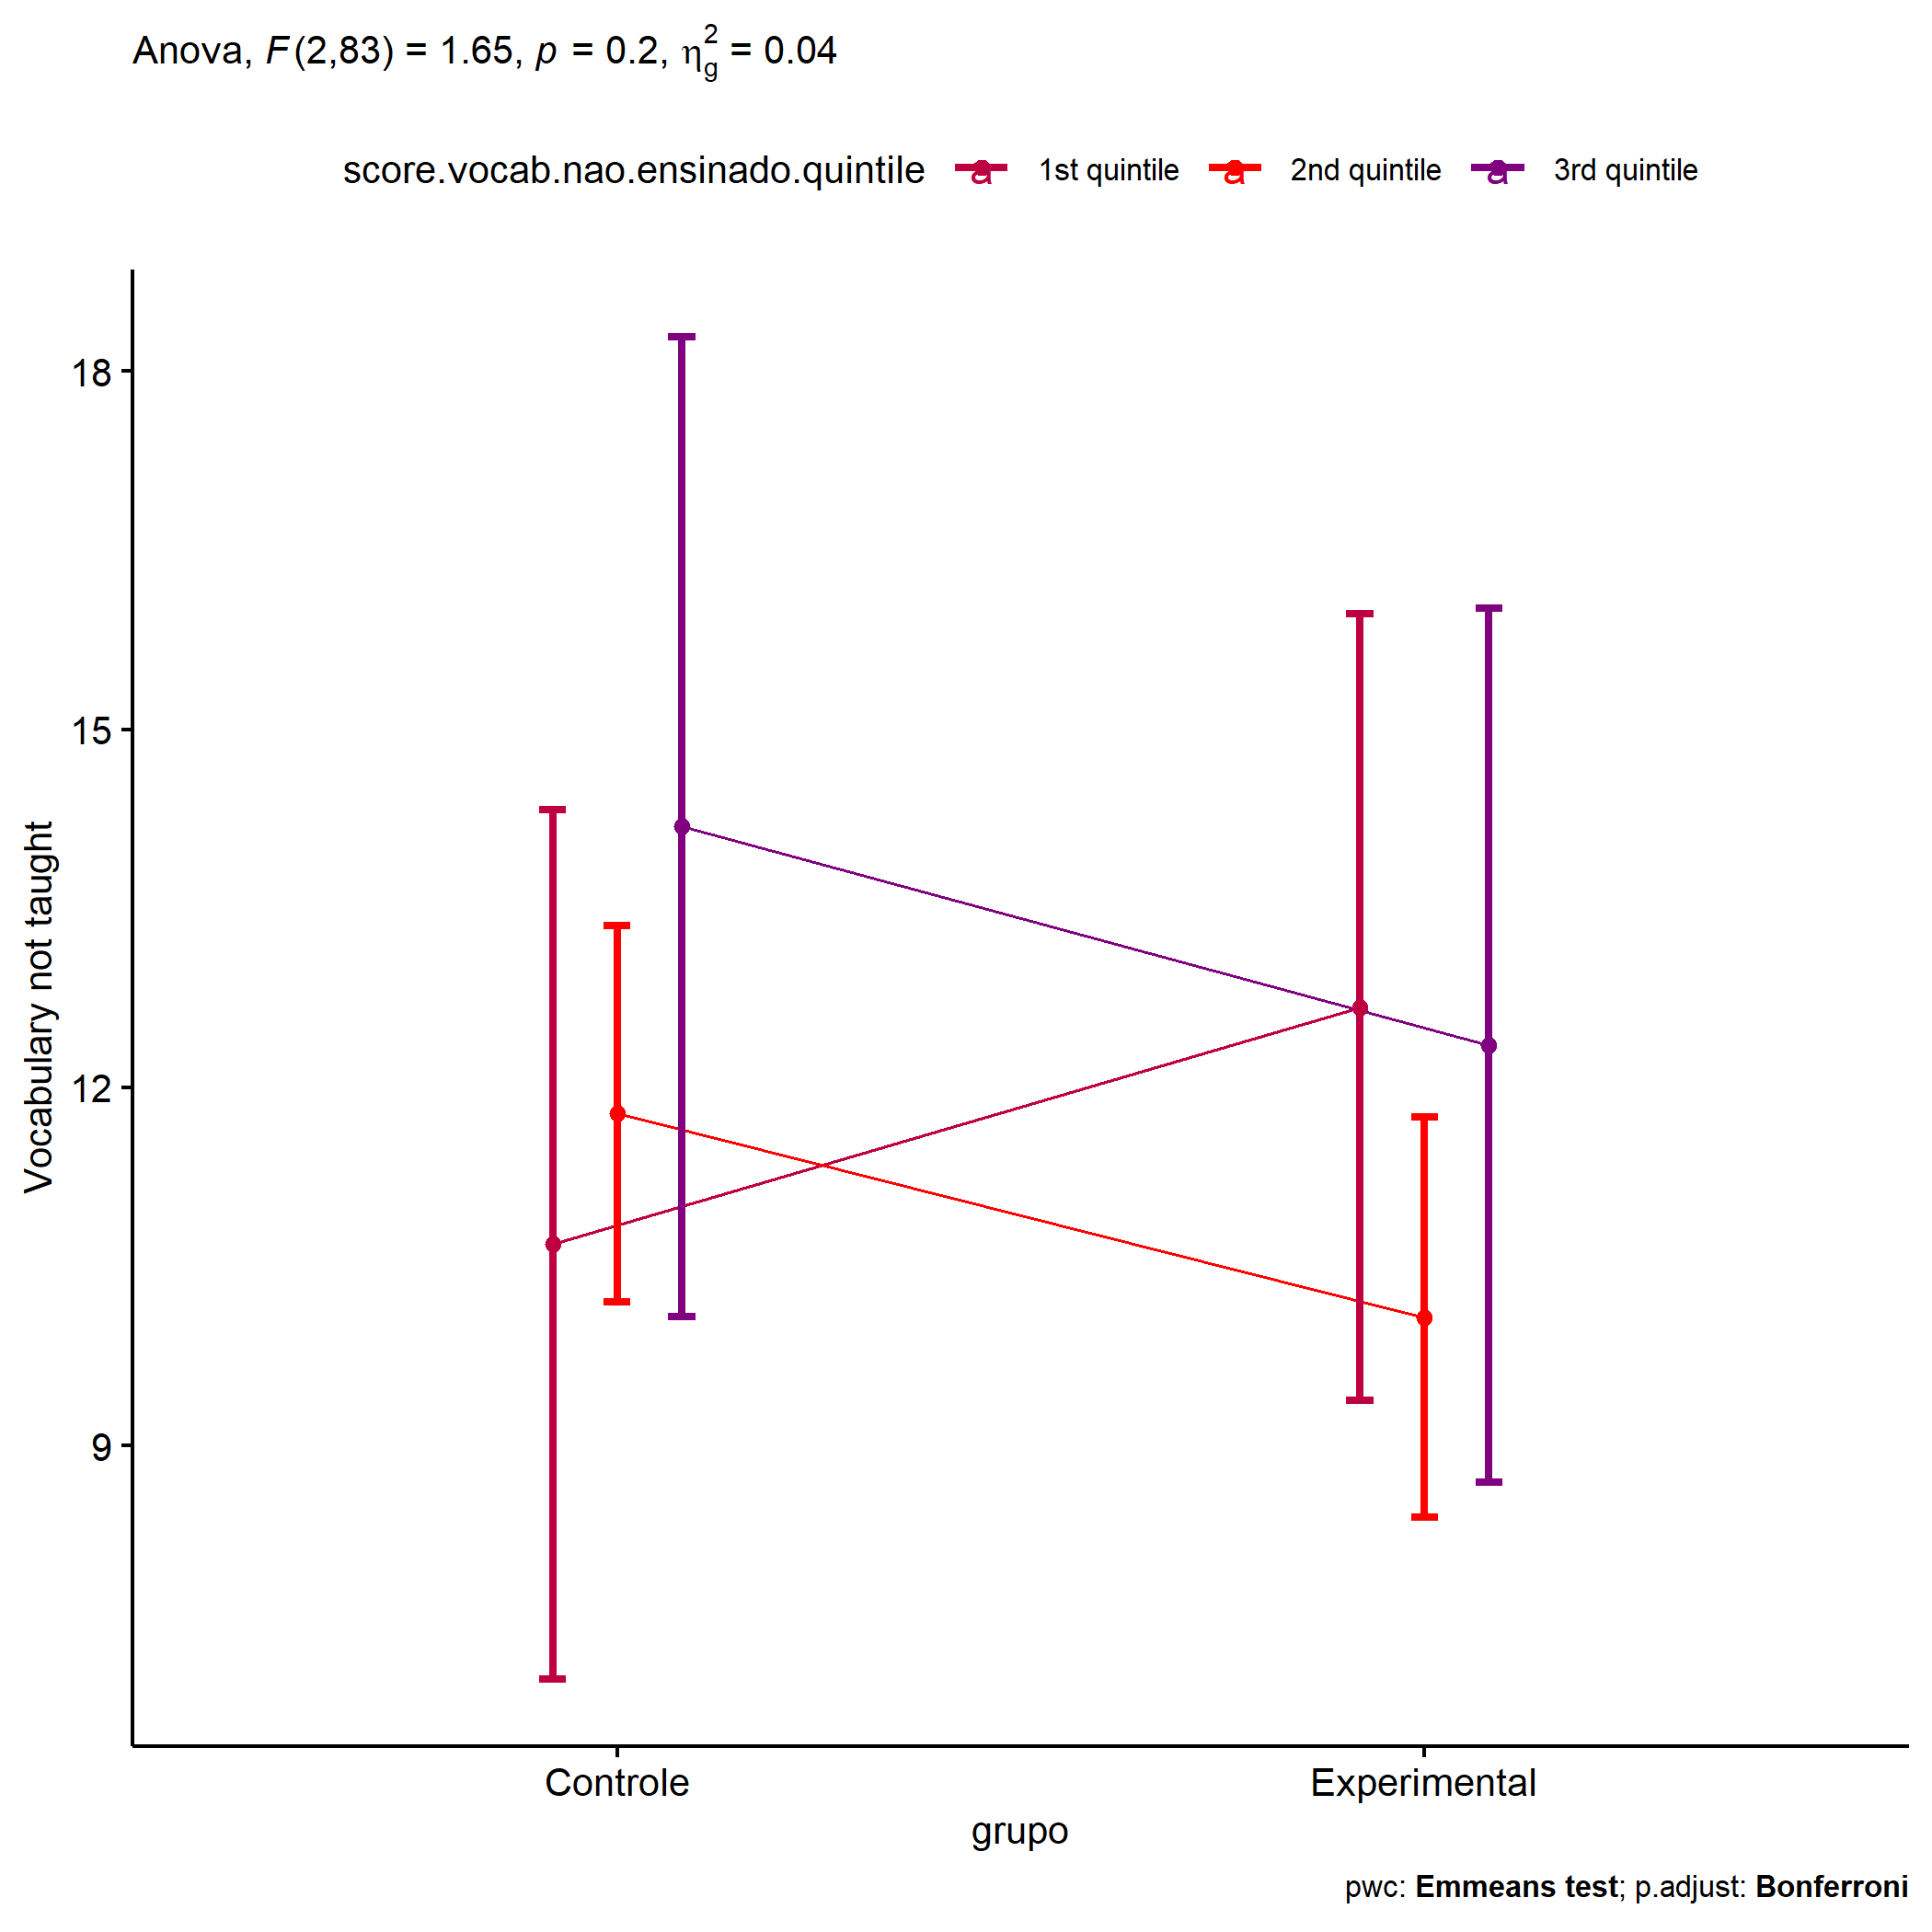 Anova, F(2,83) = 1.65, p = 0.2, η²g = 0.04
score.vocab.nao.ensinado.quintile a 1st quintile a 2nd quintile a 3rd quintile
18
15
12
9
Vocabulary not taught
Controle Experimental
grupo
pwc: Emmeans test; p.adjust: Bonferroni